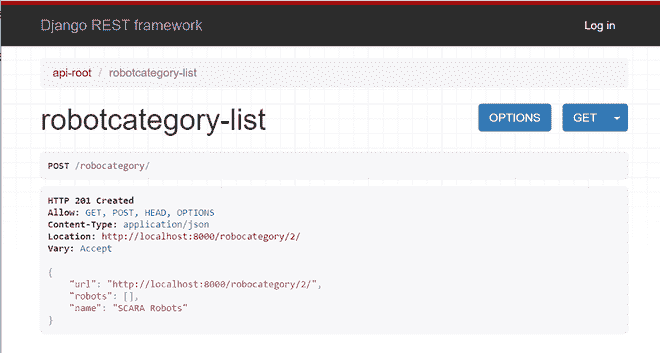 Django REST framework
Log in
api-root / robotcategory-list
robotcategory-list
OPTIONS
GET
POST /robocategory/
HTTP 201 Created
Allow: GET, POST, HEAD, OPTIONS
Content-Type: application/json
Location: http://localhost:8000/robocategory/2/
Vary: Accept
{
    "url": "http://localhost:8000/robocategory/2/",
    "robots": [],
    "name": "SCARA Robots"
}